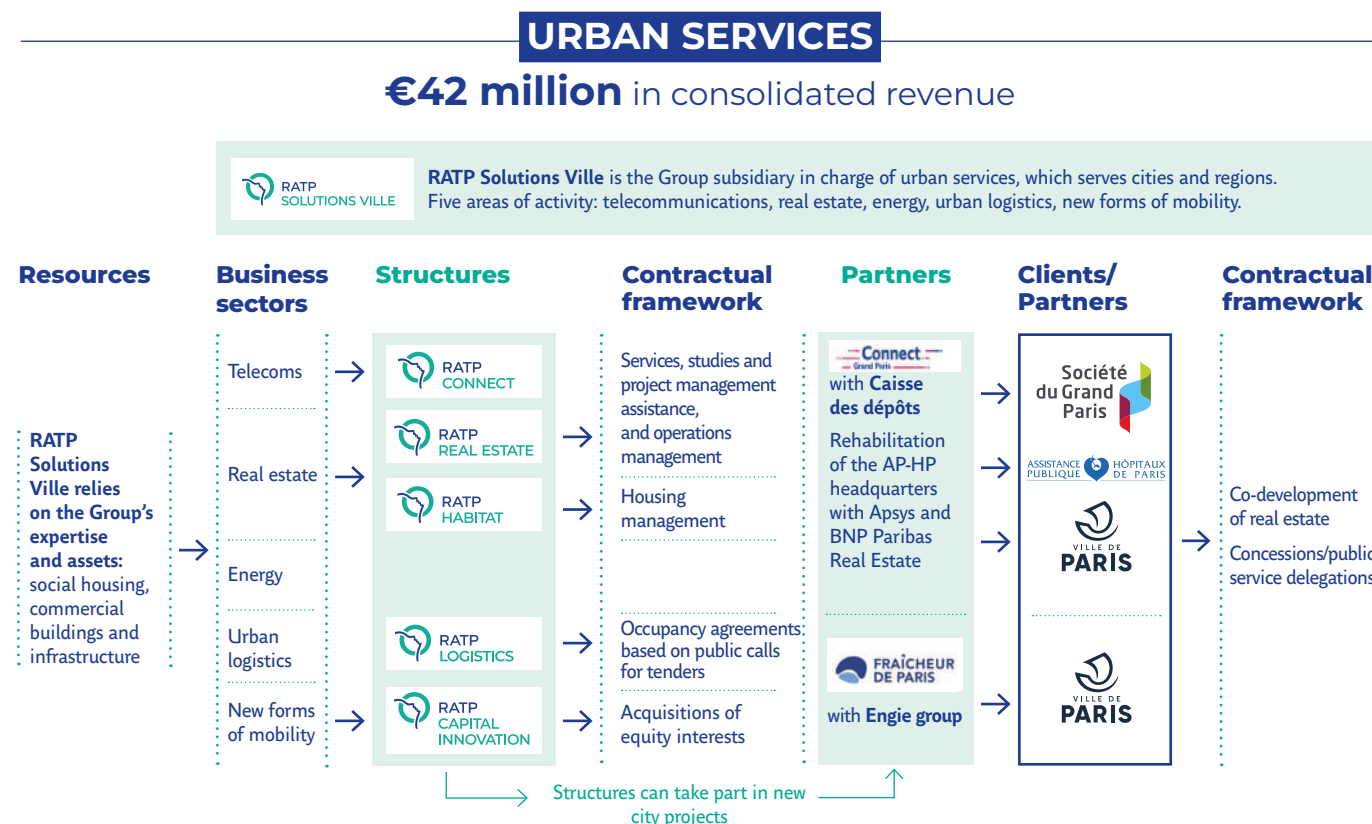 URBAN SERVICES
€42 million in consolidated revenue
RATP
SOLUTIONS VILLE
RATP Solutions Ville is the Group subsidiary in charge of urban services, which serves cities and regions.
Five areas of activity: telecommunications, real estate, energy, urban logistics, new forms of mobility.
Resources
Business
sectors
Structures
Contractual
framework
Partners
Clients/
Partners
Contractual
framework
RATP
Solutions
Ville relies
on the Group’s
expertise
and assets:
social housing,
commercial
buildings and
infrastructure
Telecoms
Real estate
Energy
Urban
logistics
New forms
of mobility
RATP
CONNECT
RATP
REAL ESTATE
RATP
HABITAT
RATP
LOGISTICS
RATP
CAPITAL
INNOVATION
Services, studies and
project management
assistance,
and operations
management
Housing
management
Occupancy agreements
based on public calls
for tenders
Acquisitions of
equity interests
Connect
Grand Paris
with Caisse
des dépôts
Rehabilitation
of the AP-HP
headquarters
with Apsys and
BNP Paribas
Real Estate
FRAÎCHEUR
DE PARIS
with Engie group
Société
du Grand
Paris
ASSISTANCE HÔPITAUX
PUBLIQUE DE PARIS
VILLE DE
PARIS
VILLE DE
PARIS
Co-development
of real estate
Concessions/public
service delegations
Structures can take part in new
city projects